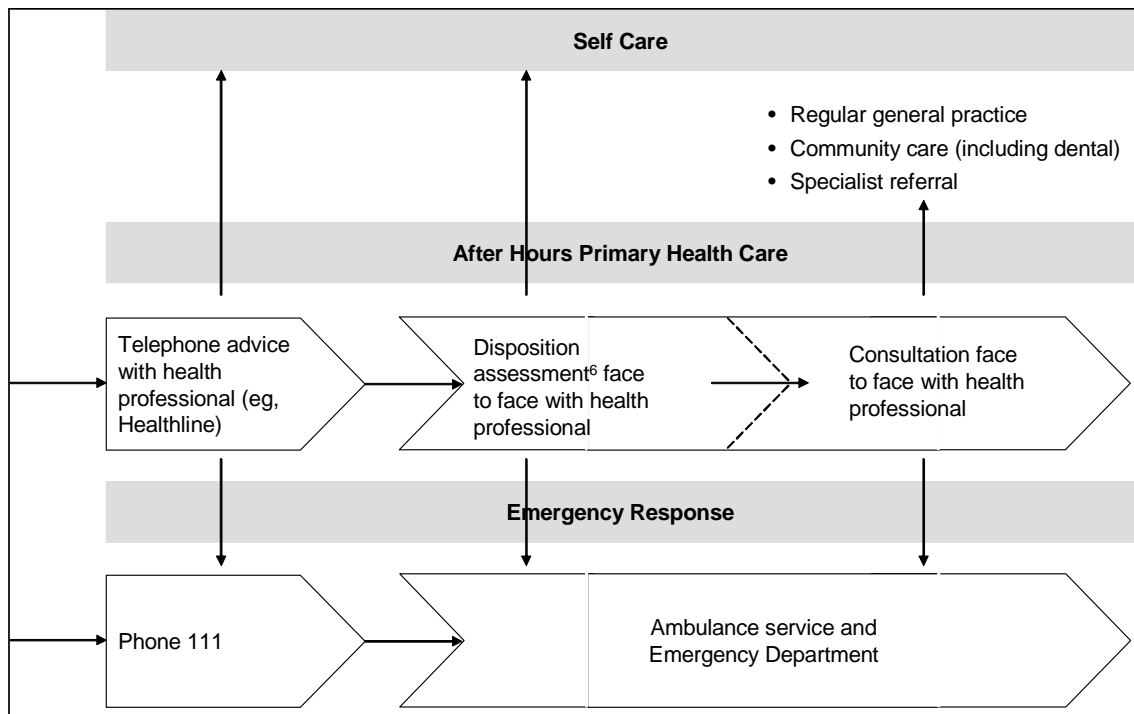 Self Care
• Regular general practice
• Community care (including dental)
• Specialist referral
After Hours Primary Health Care
Telephone advice
with health
professional (eg,
Healthline)
Disposition
assessment⁶ face
to face with health
professional
Consultation face
to face with health
professional
Emergency Response
Phone 111
Ambulance service and
Emergency Department